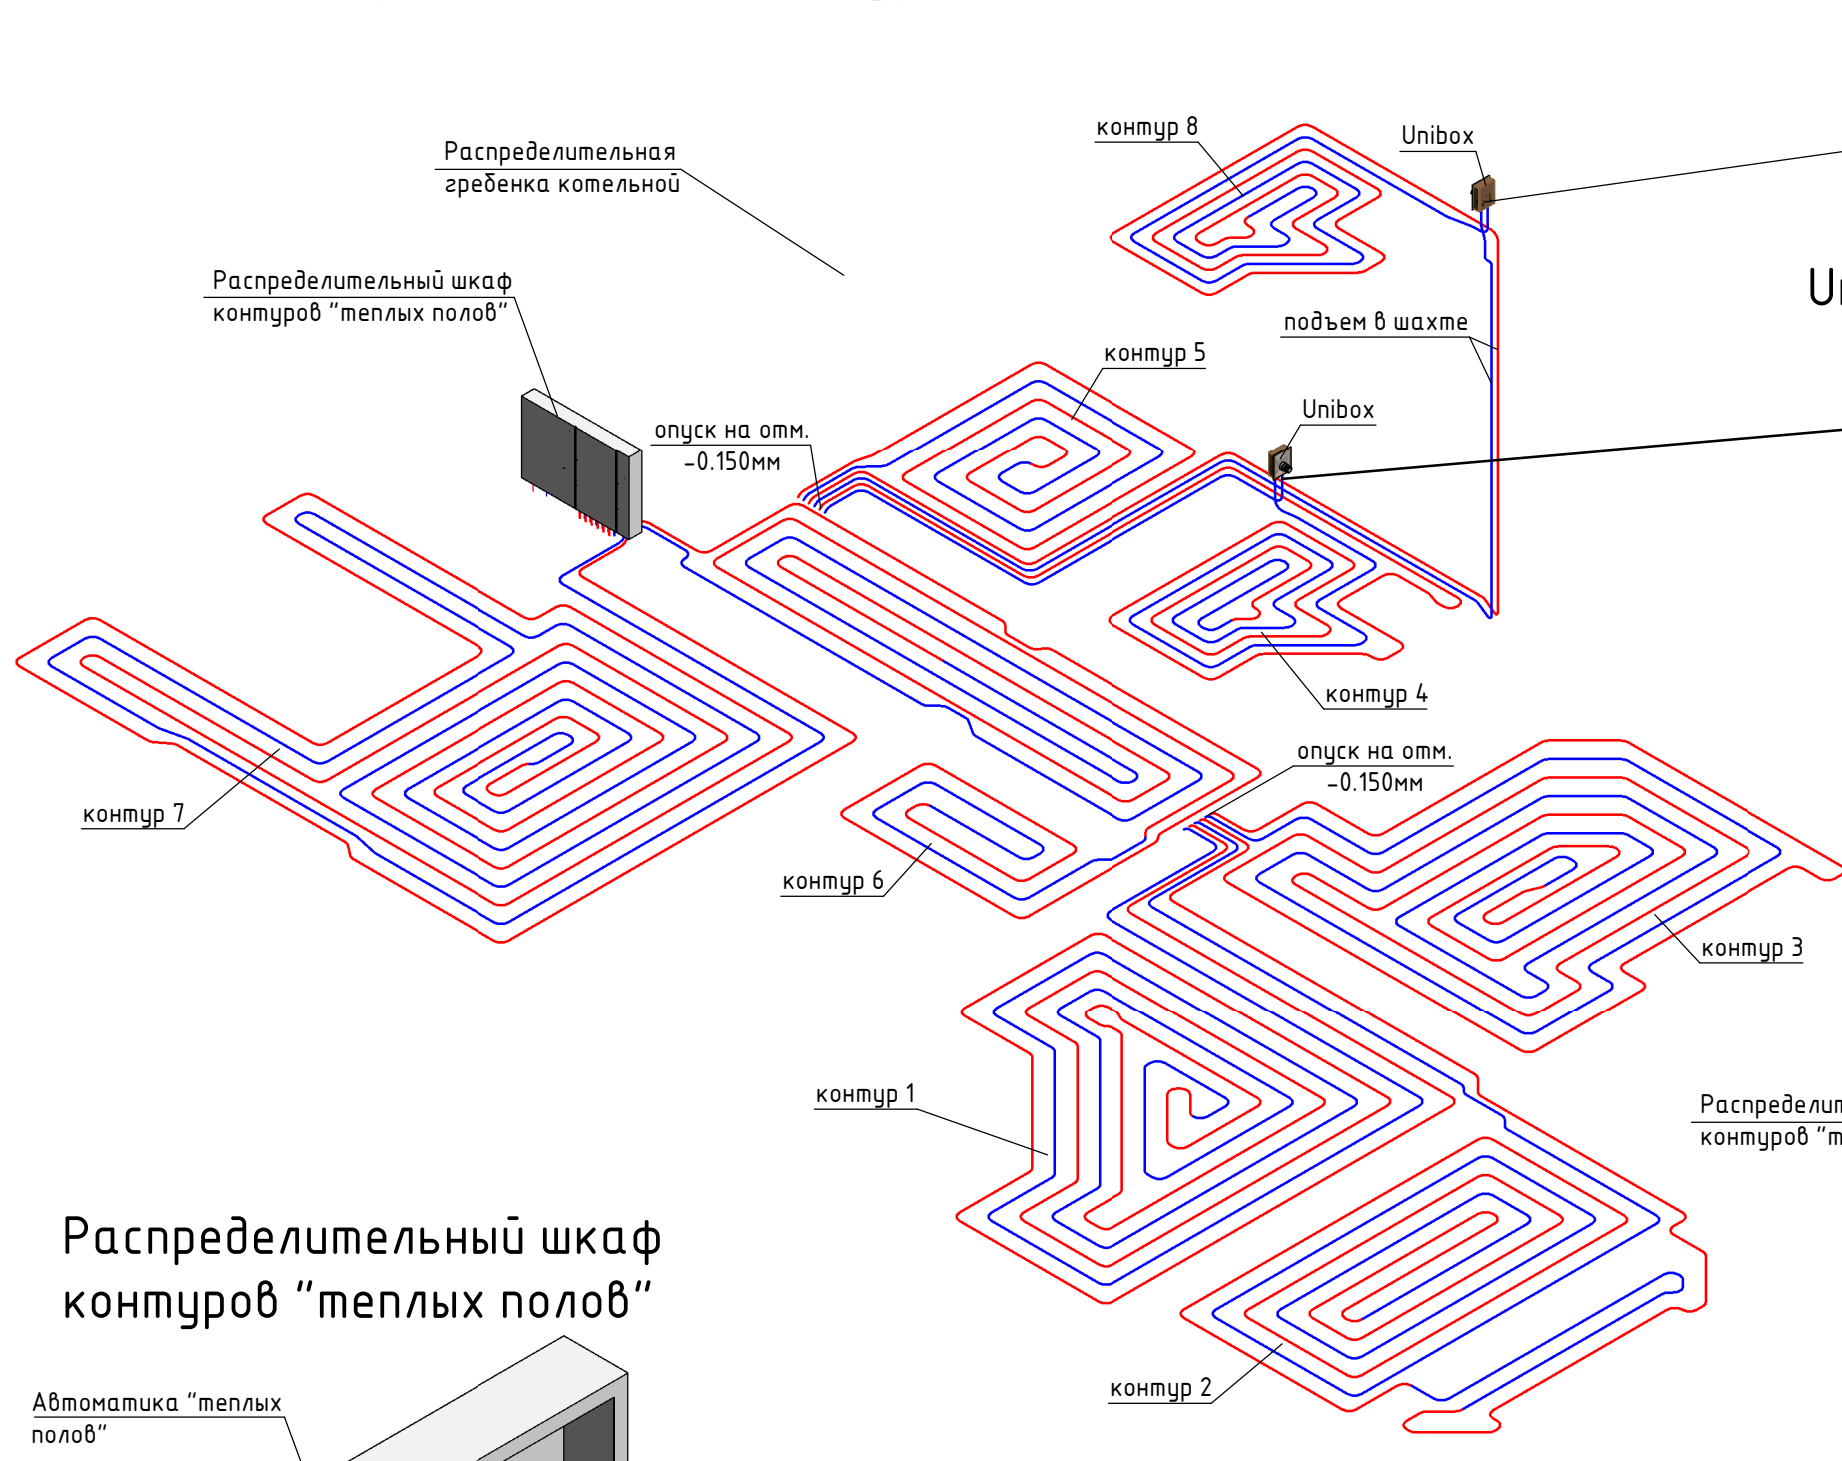 контур 8
Unibox
Распределительная
гребенка котельной
Распределительный шкаф
контуров "теплых полов"
подъем в шахте
контур 5
Unibox
опуск на отм.
-0.150мм
контур 4
опуск на отм.
-0.150мм
контур 7
контур 6
контур 3
контур 1
Распределительный шкаф
контуров "теплых полов"
контур 2
Автоматика "теплых
полов"